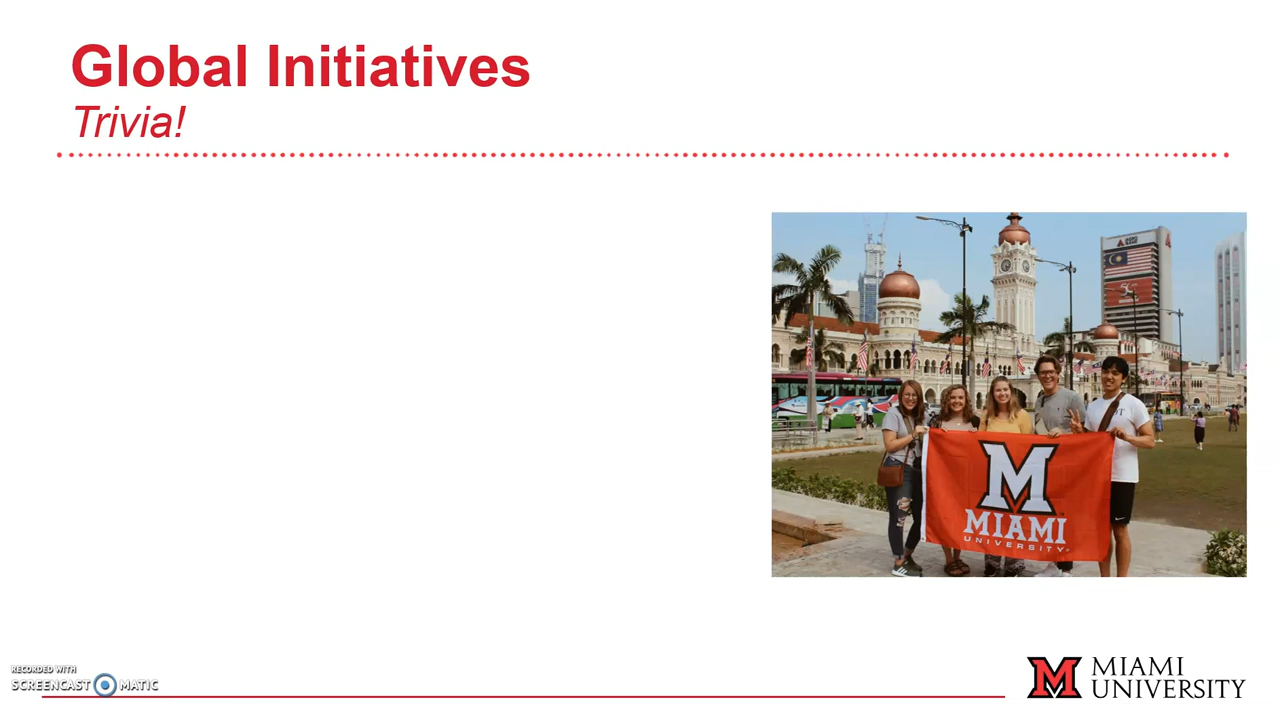 Global Initiatives
Trivia!
M
MIAMI
UNIVERSITY
RECORDED WITH
SCREENCAST MATIC
M
MIAMI
UNIVERSITY